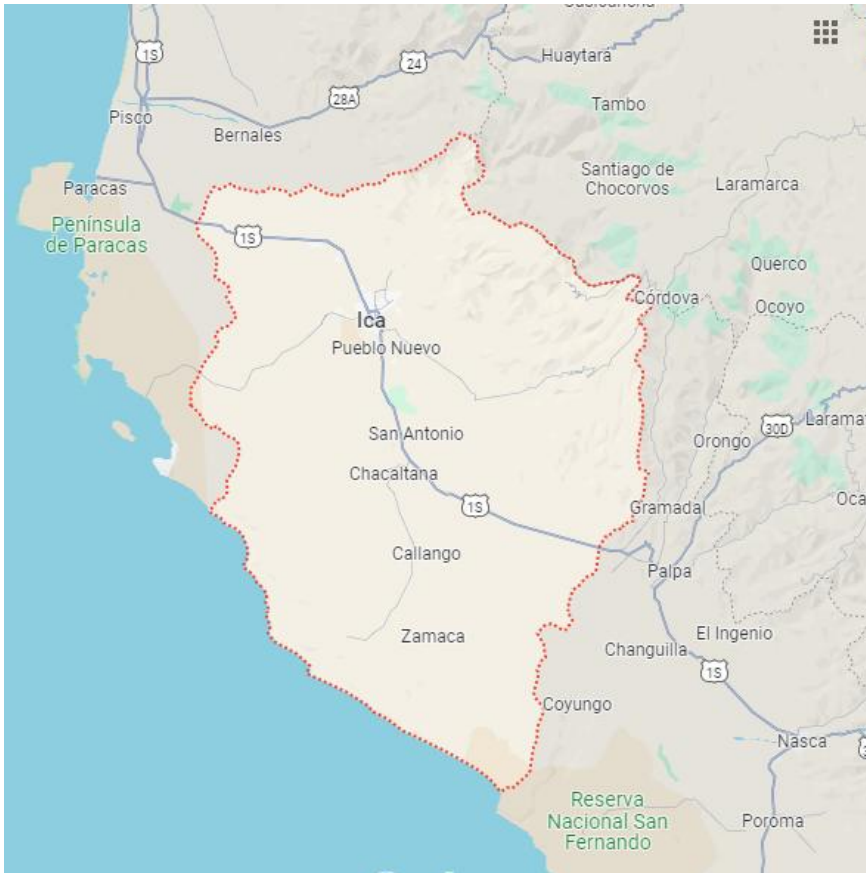 1S
24
Huaytará
28A
Tambo
Pisco
Bernales
Santiago de
Chocorvos
Laramarca
Paracas
Península
de Paracas
1S
Querco
Córdova
Ocoyo
Ica
Pueblo Nuevo
30D
San Antonio
Orongo
Chacaltana
1S
Gramadal
Callango
Palpa
Zamaca
El Ingenio
Changuilla
1S
Coyungo
Nasca
Reserva
Nacional San
Fernando
Poroma